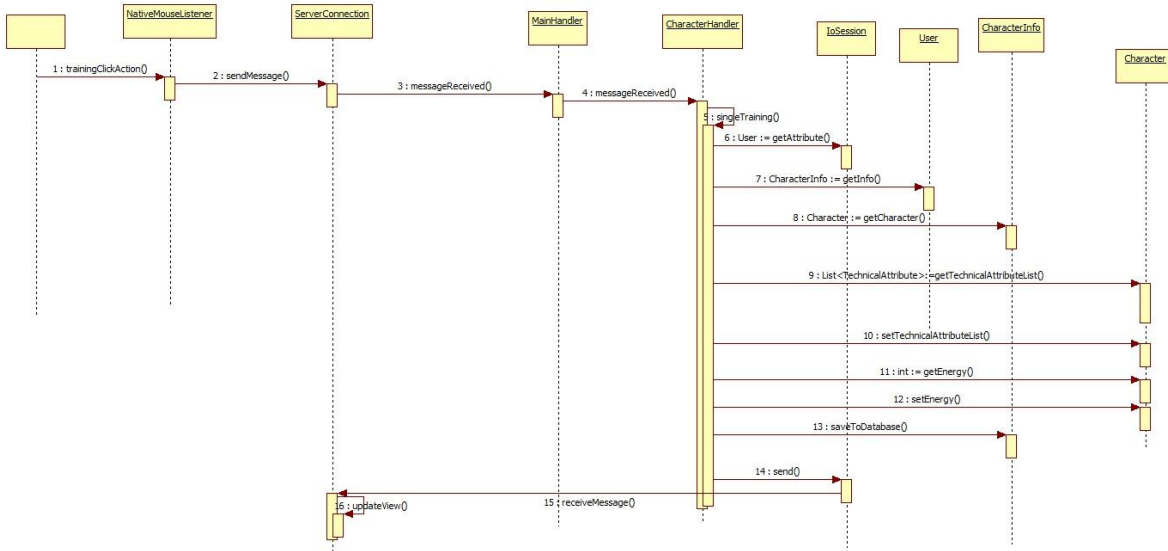 NativeMouseListener
ServerConnection
MainHandler
CharacterHandler
IoSession
User
CharacterInfo
Character
1 : trainingClickAction()
2 : sendMessage()
3 : messageReceived()
4 : messageReceived()
5 : singleTraining()
6 : User := getAttribute()
7 : CharacterInfo := getInfo()
8 : Character := getCharacter()
9 : List<TechnicalAttribute>:=getTechnicalAttributeList()
10 : setTechnicalAttributeList()
11 : int := getEnergy()
12 : setEnergy()
13 : saveToDatabase()
14 : send()
15 : receiveMessage()
16 : updateView()